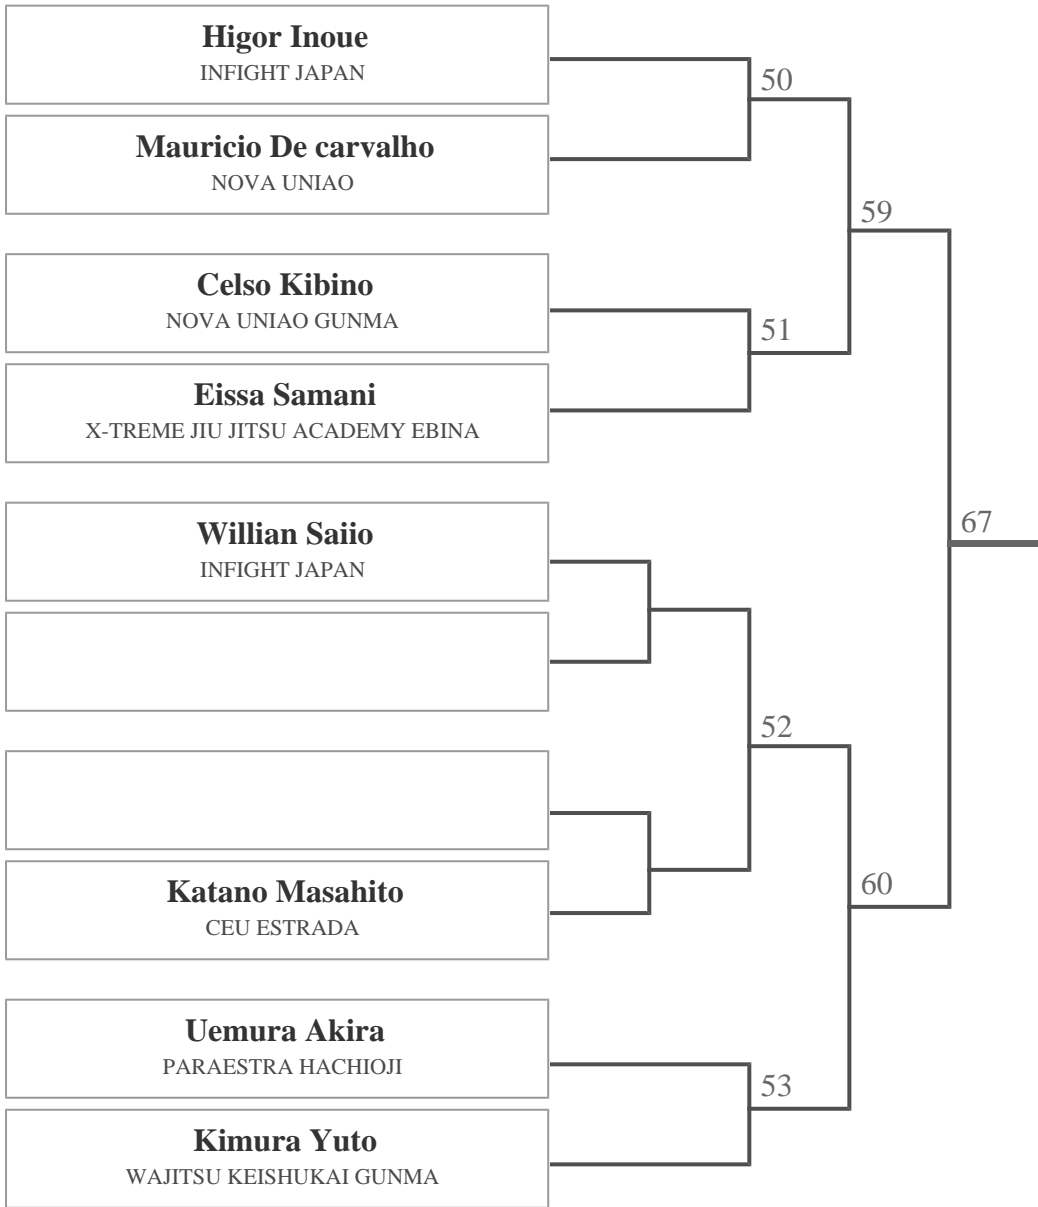 Higor Inoue
INFIGHT JAPAN
50
Mauricio De carvalho
NOVA UNIAO
59
Celso Kibino
NOVA UNIAO GUNMA
51
Eissa Samani
X-TREME JIU JITSU ACADEMY EBINA
Willian Saiio
INFIGHT JAPAN
67
52
Katano Masahito
CEU ESTRADA
60
Uemura Akira
PARAESTRA HACHIOJI
53
Kimura Yuto
WAJITSU KEISHUKAI GUNMA